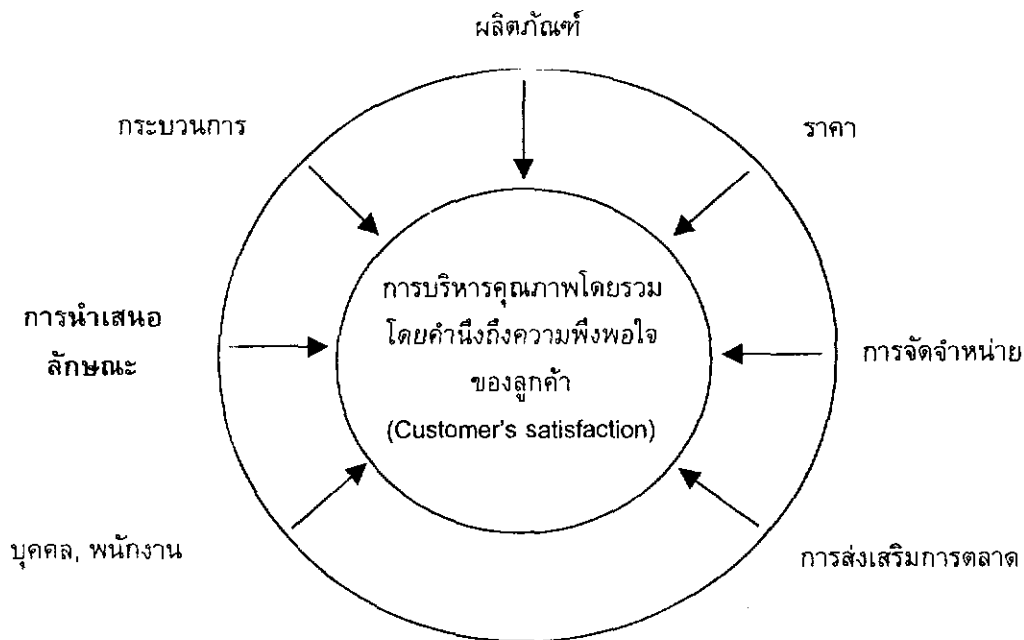 ผลิตภัณฑ์
กระบวนการ
ราคา
การนำเสนอ
ลักษณะ
การบริหารคุณภาพโดยรวม
โดยคำนึงถึงความพึงพอใจ
ของลูกค้า
(Customer's satisfaction)
การจัดจำหน่าย
บุคคล, พนักงาน
การส่งเสริมการตลาด